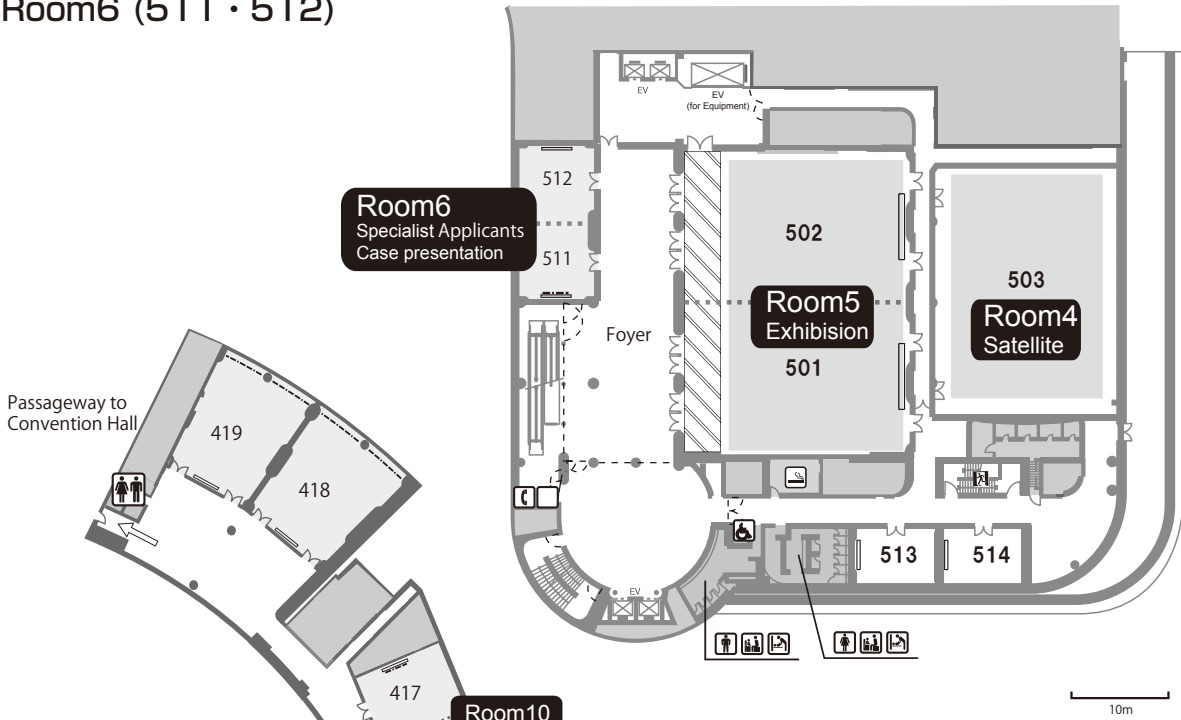 Room6 (511・512)
EV
EV
(for Equipment)
512
Room6
Specialist Applicants
Case presentation
511
502
Room5
Exhibision
501
503
Room4
Satellite
Foyer
Passageway to
Convention Hall
419
418
513
514
EV
417
Room10
10m